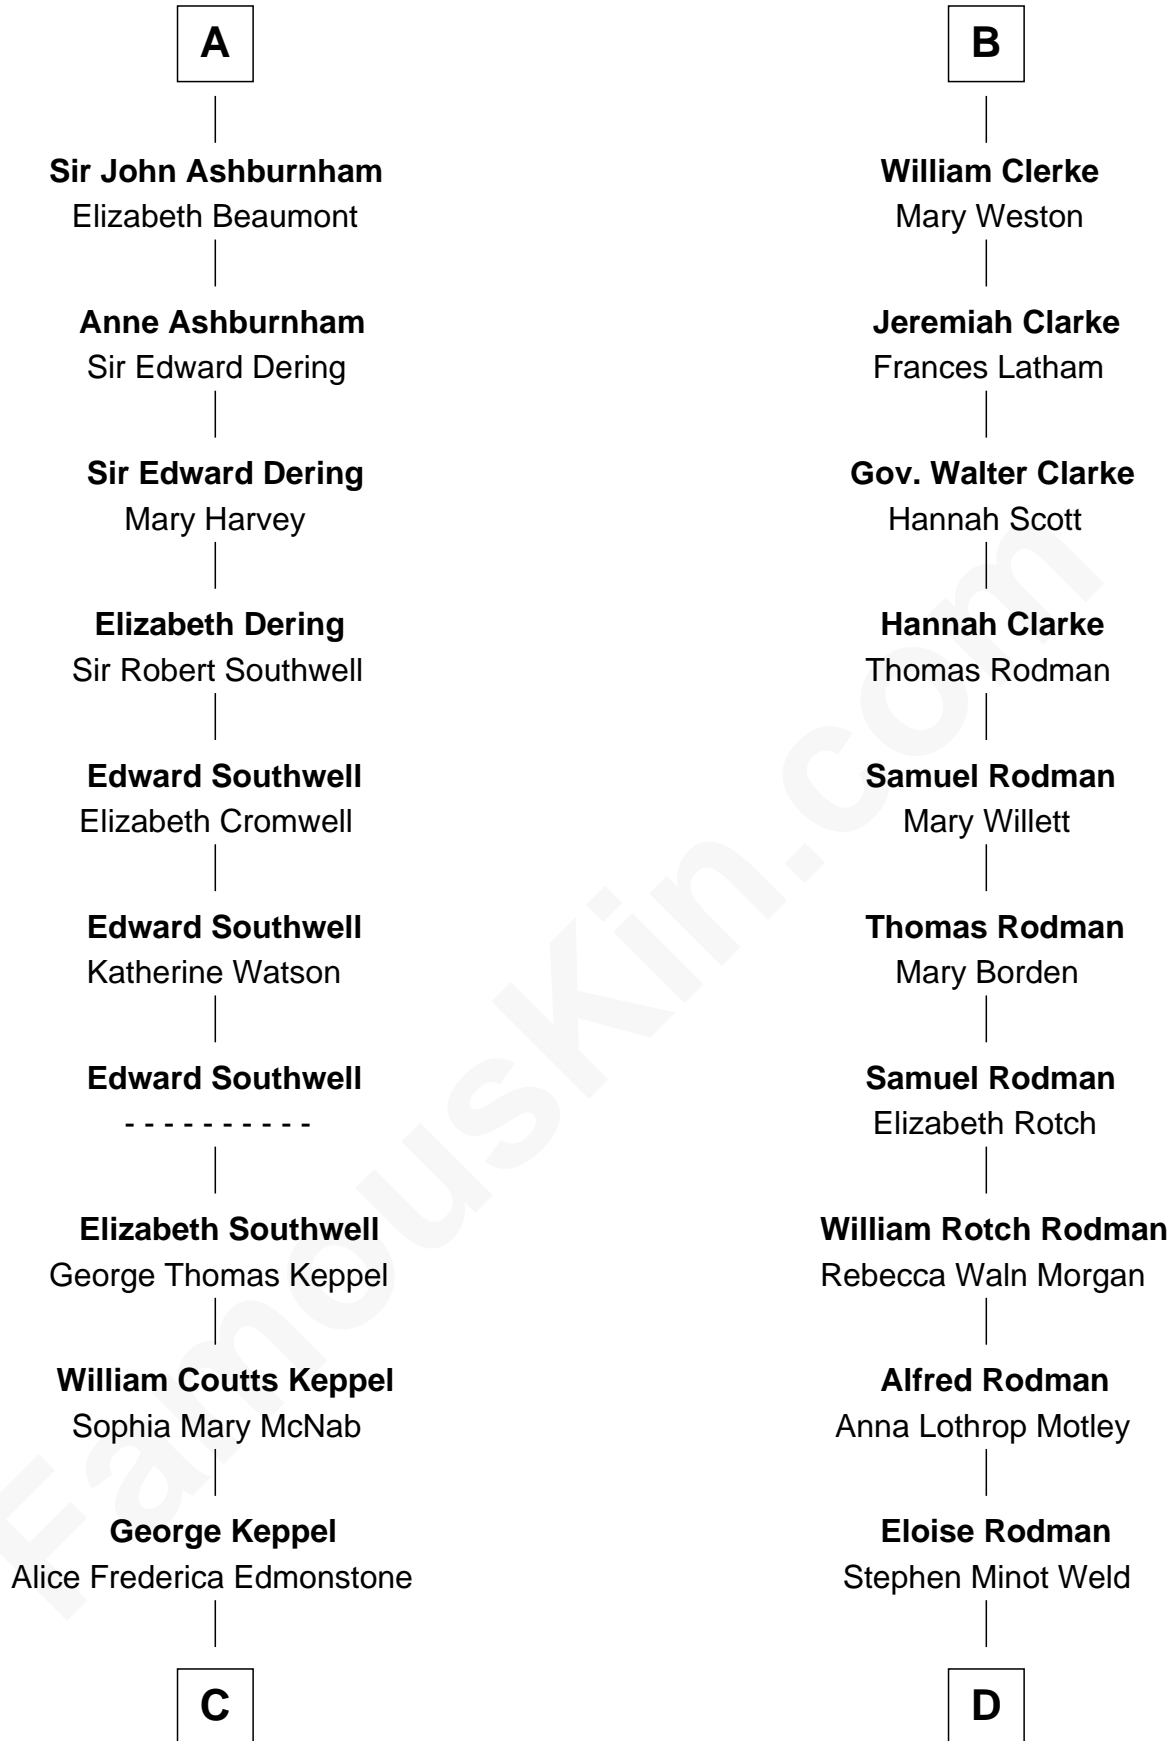 A
Sir John Ashburnham
Elizabeth Beaumont
Anne Ashburnham
Sir Edward Dering
Sir Edward Dering
Mary Harvey
Elizabeth Dering
Sir Robert Southwell
Edward Southwell
Elizabeth Cromwell
Edward Southwell
Katherine Watson
Edward Southwell
- - - - - - - - - -
Elizabeth Southwell
George Thomas Keppel
William Coutts Keppel
Sophia Mary McNab
George Keppel
Alice Frederica Edmonstone
C
B
William Clerke
Mary Weston
Jeremiah Clarke
Frances Latham
Gov. Walter Clarke
Hannah Scott
Hannah Clarke
Thomas Rodman
Samuel Rodman
Mary Willett
Thomas Rodman
Mary Borden
Samuel Rodman
Elizabeth Rotch
William Rotch Rodman
Rebecca Waln Morgan
Alfred Rodman
Anna Lothrop Motley
Eloise Rodman
Stephen Minot Weld
D
FamousKin.com